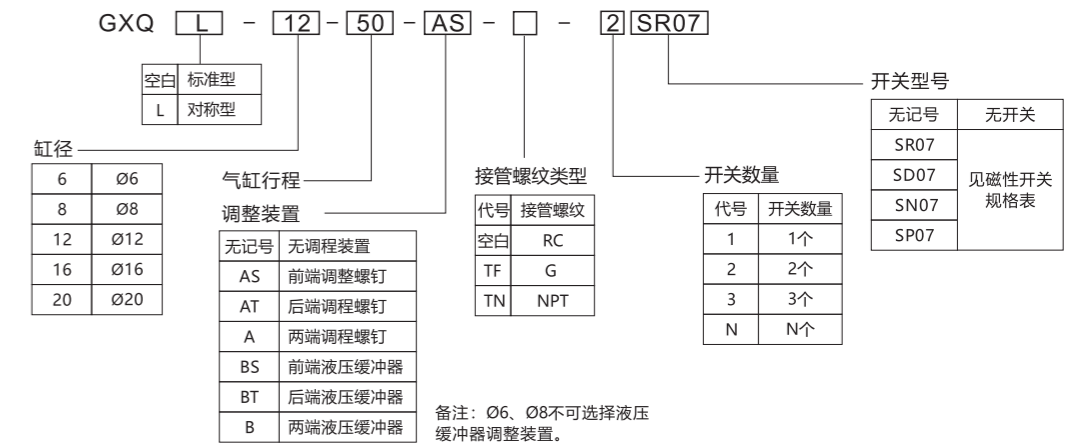 GXQ L - 12 - 50 - AS - □ - 2 SR07
空白 标准型
L 对称型
缸径
6 Ø6
8 Ø8
12 Ø12
16 Ø16
20 Ø20
气缸行程
调整装置
无记号 无调程装置
AS 前端调整螺钉
AT 后端调程螺钉
A 两端调程螺钉
BS 前端液压缓冲器
BT 后端液压缓冲器
B 两端液压缓冲器
接管螺纹类型
代号 接管螺纹
空白 RC
TF G
TN NPT
备注：Ø6、Ø8不可选择液压
缓冲器调整装置。
开关数量
代号 开关数量
1 1个
2 2个
3 3个
N N个
开关型号
无记号 无开关
SR07
SD07
SN07
SP07
见磁性开关
规格表